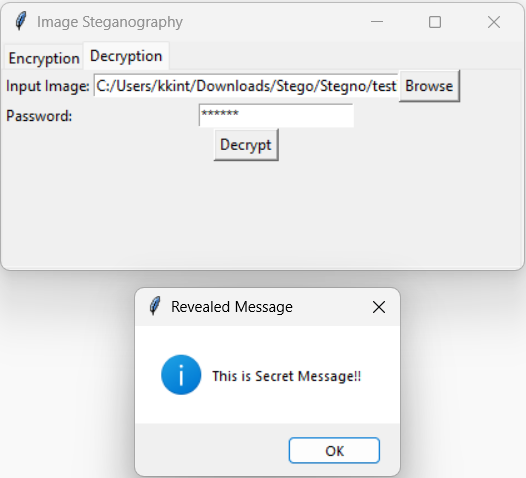 Image Steganography
Encryption Decryption
Input Image: C:/Users/kkint/Downloads/Stego/Stegno/test Browse
Password: ******
Decrypt
Revealed Message
This is Secret Message!!
OK